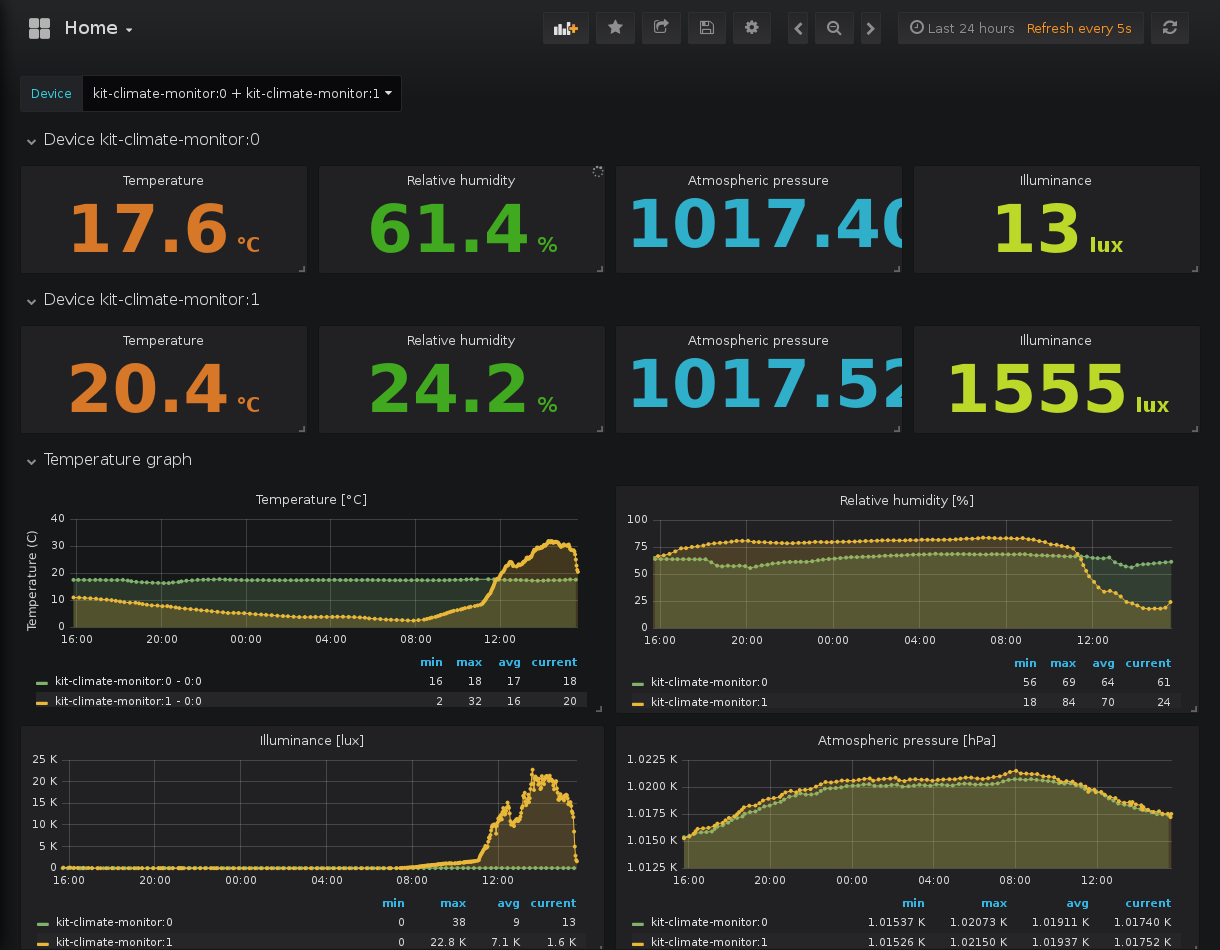 Home
Last 24 hours Refresh every 5s
Device kit-climate-monitor:0 + kit-climate-monitor:1
Device kit-climate-monitor:0
Temperature Relative humidity Atmospheric pressure Illuminance
17.6 °C 61.4 % 1017.40 13 lux
Device kit-climate-monitor:1
Temperature Relative humidity Atmospheric pressure Illuminance
20.4 °C 24.2 % 1017.52 1555 lux
Temperature graph
Temperature [°C]
Temperature (C)
40
30
20
10
0
16:00 20:00 00:00 04:00 08:00 12:00
min max avg current
kit-climate-monitor:0 - 0:0 16 18 17 18
kit-climate-monitor:1 - 0:0 2 32 16 20
Relative humidity [%]
100
75
50
25
0
16:00 20:00 00:00 04:00 08:00 12:00
min max avg current
kit-climate-monitor:0 56 69 64 61
kit-climate-monitor:1 18 84 70 24
Illuminance [lux]
25 K
20 K
15 K
10 K
5 K
0
16:00 20:00 00:00 04:00 08:00 12:00
min max avg current
kit-climate-monitor:0 0 38 9 13
kit-climate-monitor:1 0 22.8 K 7.1 K 1.6 K
Atmospheric pressure [hPa]
1.0225 K
1.0200 K
1.0175 K
1.0150 K
1.0125 K
16:00 20:00 00:00 04:00 08:00 12:00
min max avg current
kit-climate-monitor:0 1.01537 K 1.02073 K 1.01911 K 1.01740 K
kit-climate-monitor:1 1.01526 K 1.02150 K 1.01937 K 1.01752 K